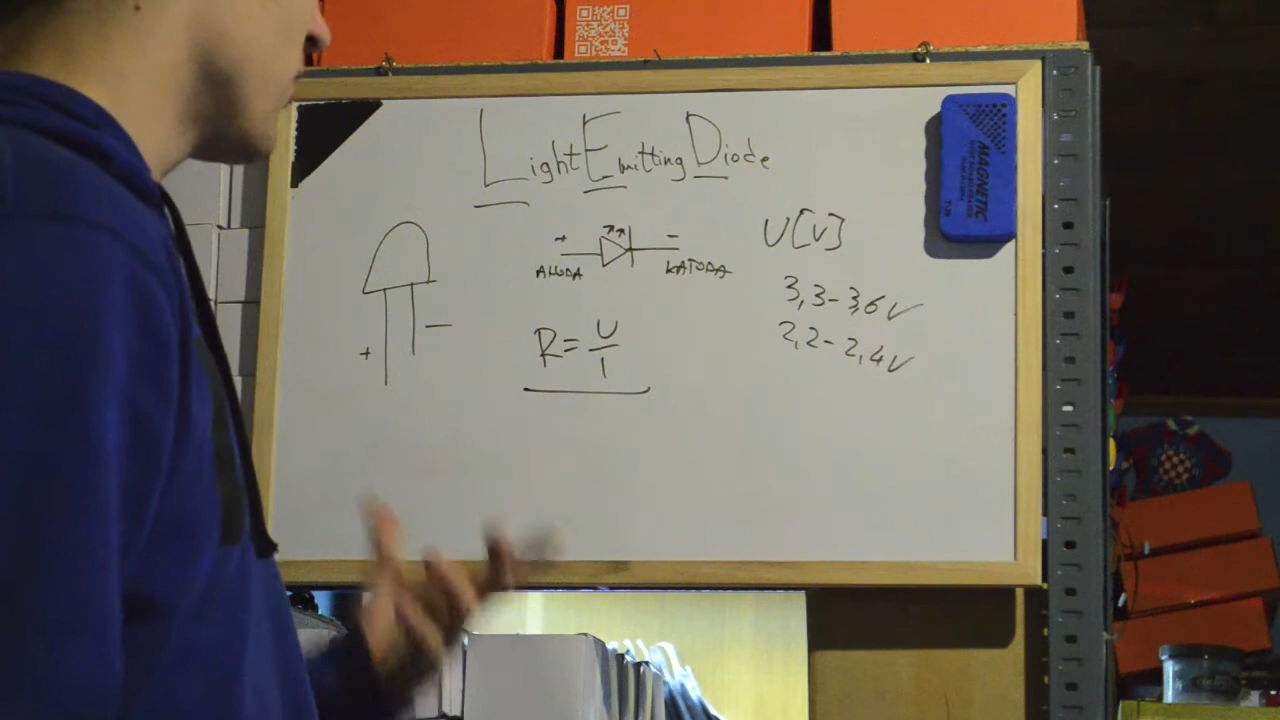 Light Emitting Diode
+ -
ANODA KATODA
U[V]
3,3-3,6V
2,2-2,4V
R=U/I
+ -
MAGNETIC